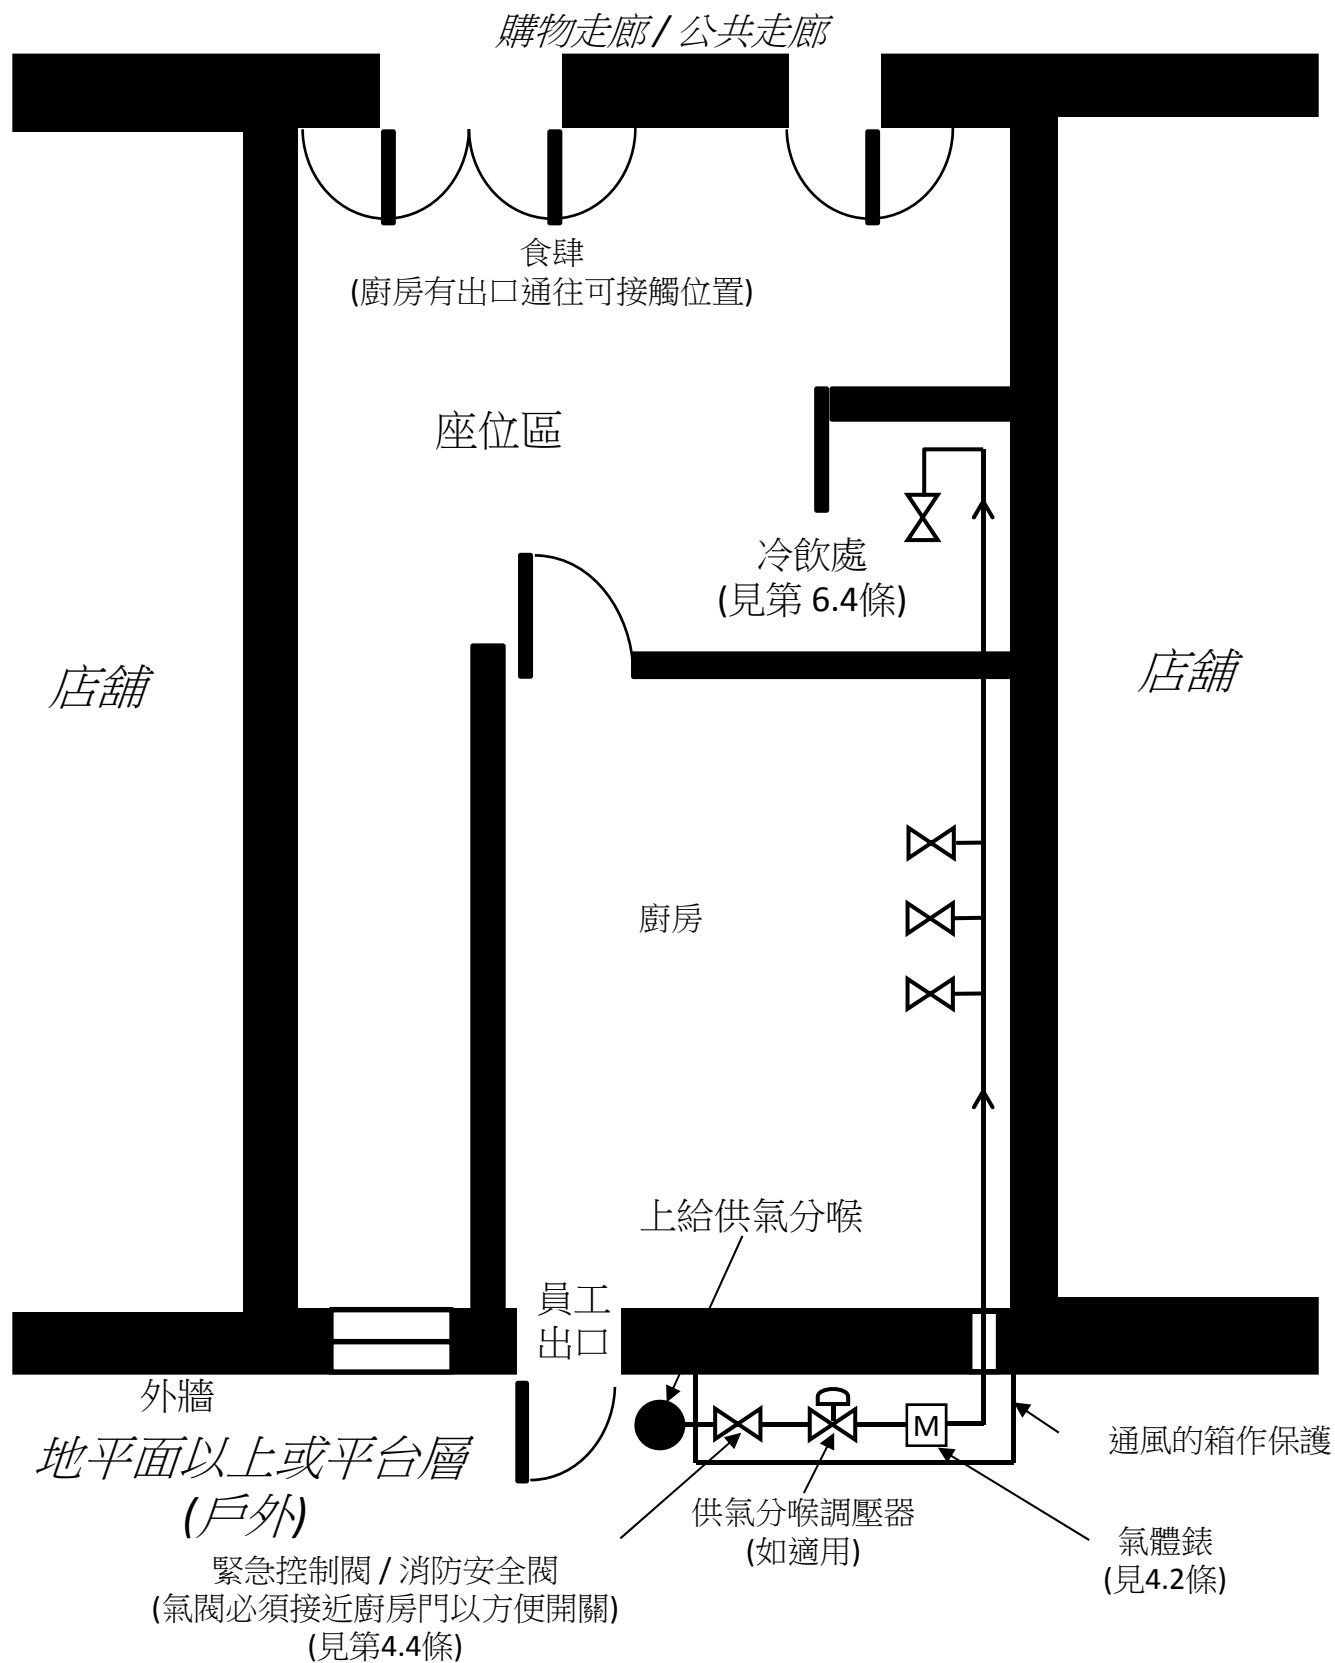 購物走廊 / 公共走廊
食肆
(廚房有出口通往可接觸位置)
座位區
冷飲處
(見第 6.4條)
店舖
店舖
廚房
上給供氣分喉
員工
出口
外牆
地平面以上或平台層
(戶外)
M
通風的箱作保護
供氣分喉調壓器
(如適用)
氣體錶
(見4.2條)
緊急控制閥 / 消防安全閥
(氣閥必須接近廚房門以方便開關)
(見第4.4條)